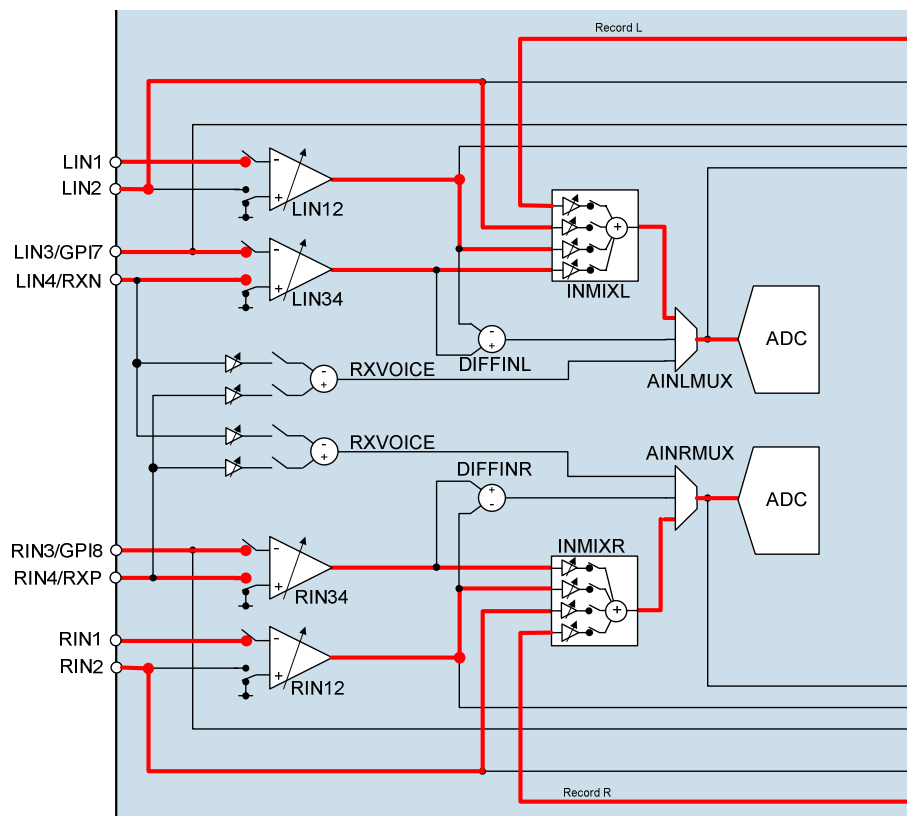 Record L
LIN1
LIN2
-
+
LIN12
LIN3/GPI7
LIN4/RXN
-
+
LIN34
+
INMIXL
-
+
DIFFINL
AINLMUX
ADC
-
+
RXVOICE
-
+
RXVOICE
AINRMUX
ADC
DIFFINR
+
-
RIN3/GPI8
RIN4/RXP
-
+
RIN34
INMIXR
+
RIN1
RIN2
-
+
RIN12
Record R